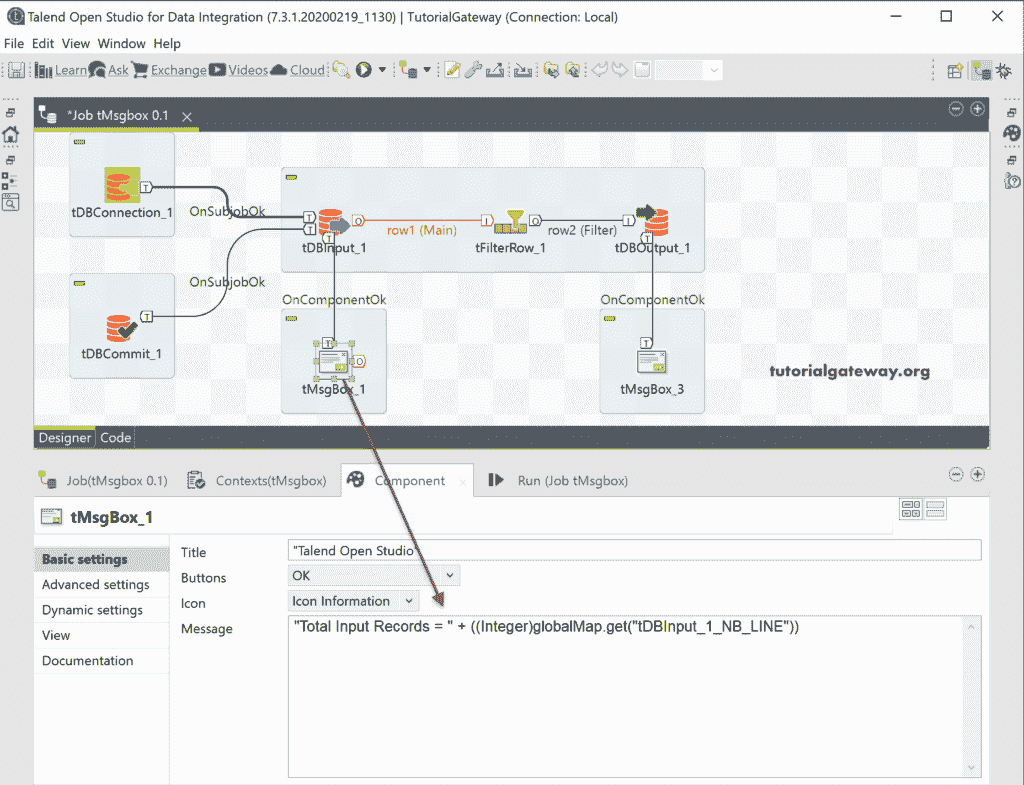 Talend Open Studio for Data Integration (7.3.1.20200219_1130) | TutorialGateway (Connection: Local)
File Edit View Window Help
Learn Ask Exchange Videos Cloud
*Job tMsgbox 0.1
T
tDBConnection_1
OnSubjobOk
T
T
T
O
row1 (Main)
I
O
row2 (Filter)
I
T
tDBInput_1
tFilterRow_1
tDBOutput_1
OnSubjobOk
T
tDBCommit_1
OnComponentOk
OnComponentOk
T
O
T
tMsgBox_1
tMsgBox_3
tutorialgateway.org
Designer Code
Job(tMsgbox 0.1) Contexts(tMsgbox) Component Run (Job tMsgbox)
tMsgBox_1
Basic settings
Advanced settings
Dynamic settings
View
Documentation
Title "Talend Open Studio"
Buttons OK
Icon Icon Information
Message "Total Input Records = " + ((Integer)globalMap.get("tDBInput_1_NB_LINE"))